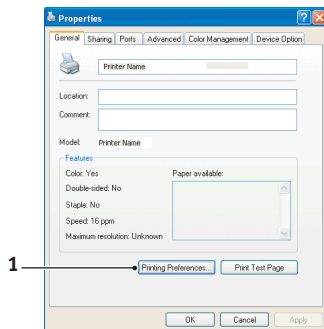 Properties
General Sharing Ports Advanced Color Management Device Option
Printer Name
Location:
Comment:
Model: Printer Name
Features
Color: Yes Paper available:
Double-sided: No
Staple: No
Speed: 16 ppm
Maximum resolution: Unknown
1 Printing Preferences... Print Test Page
OK Cancel Apply